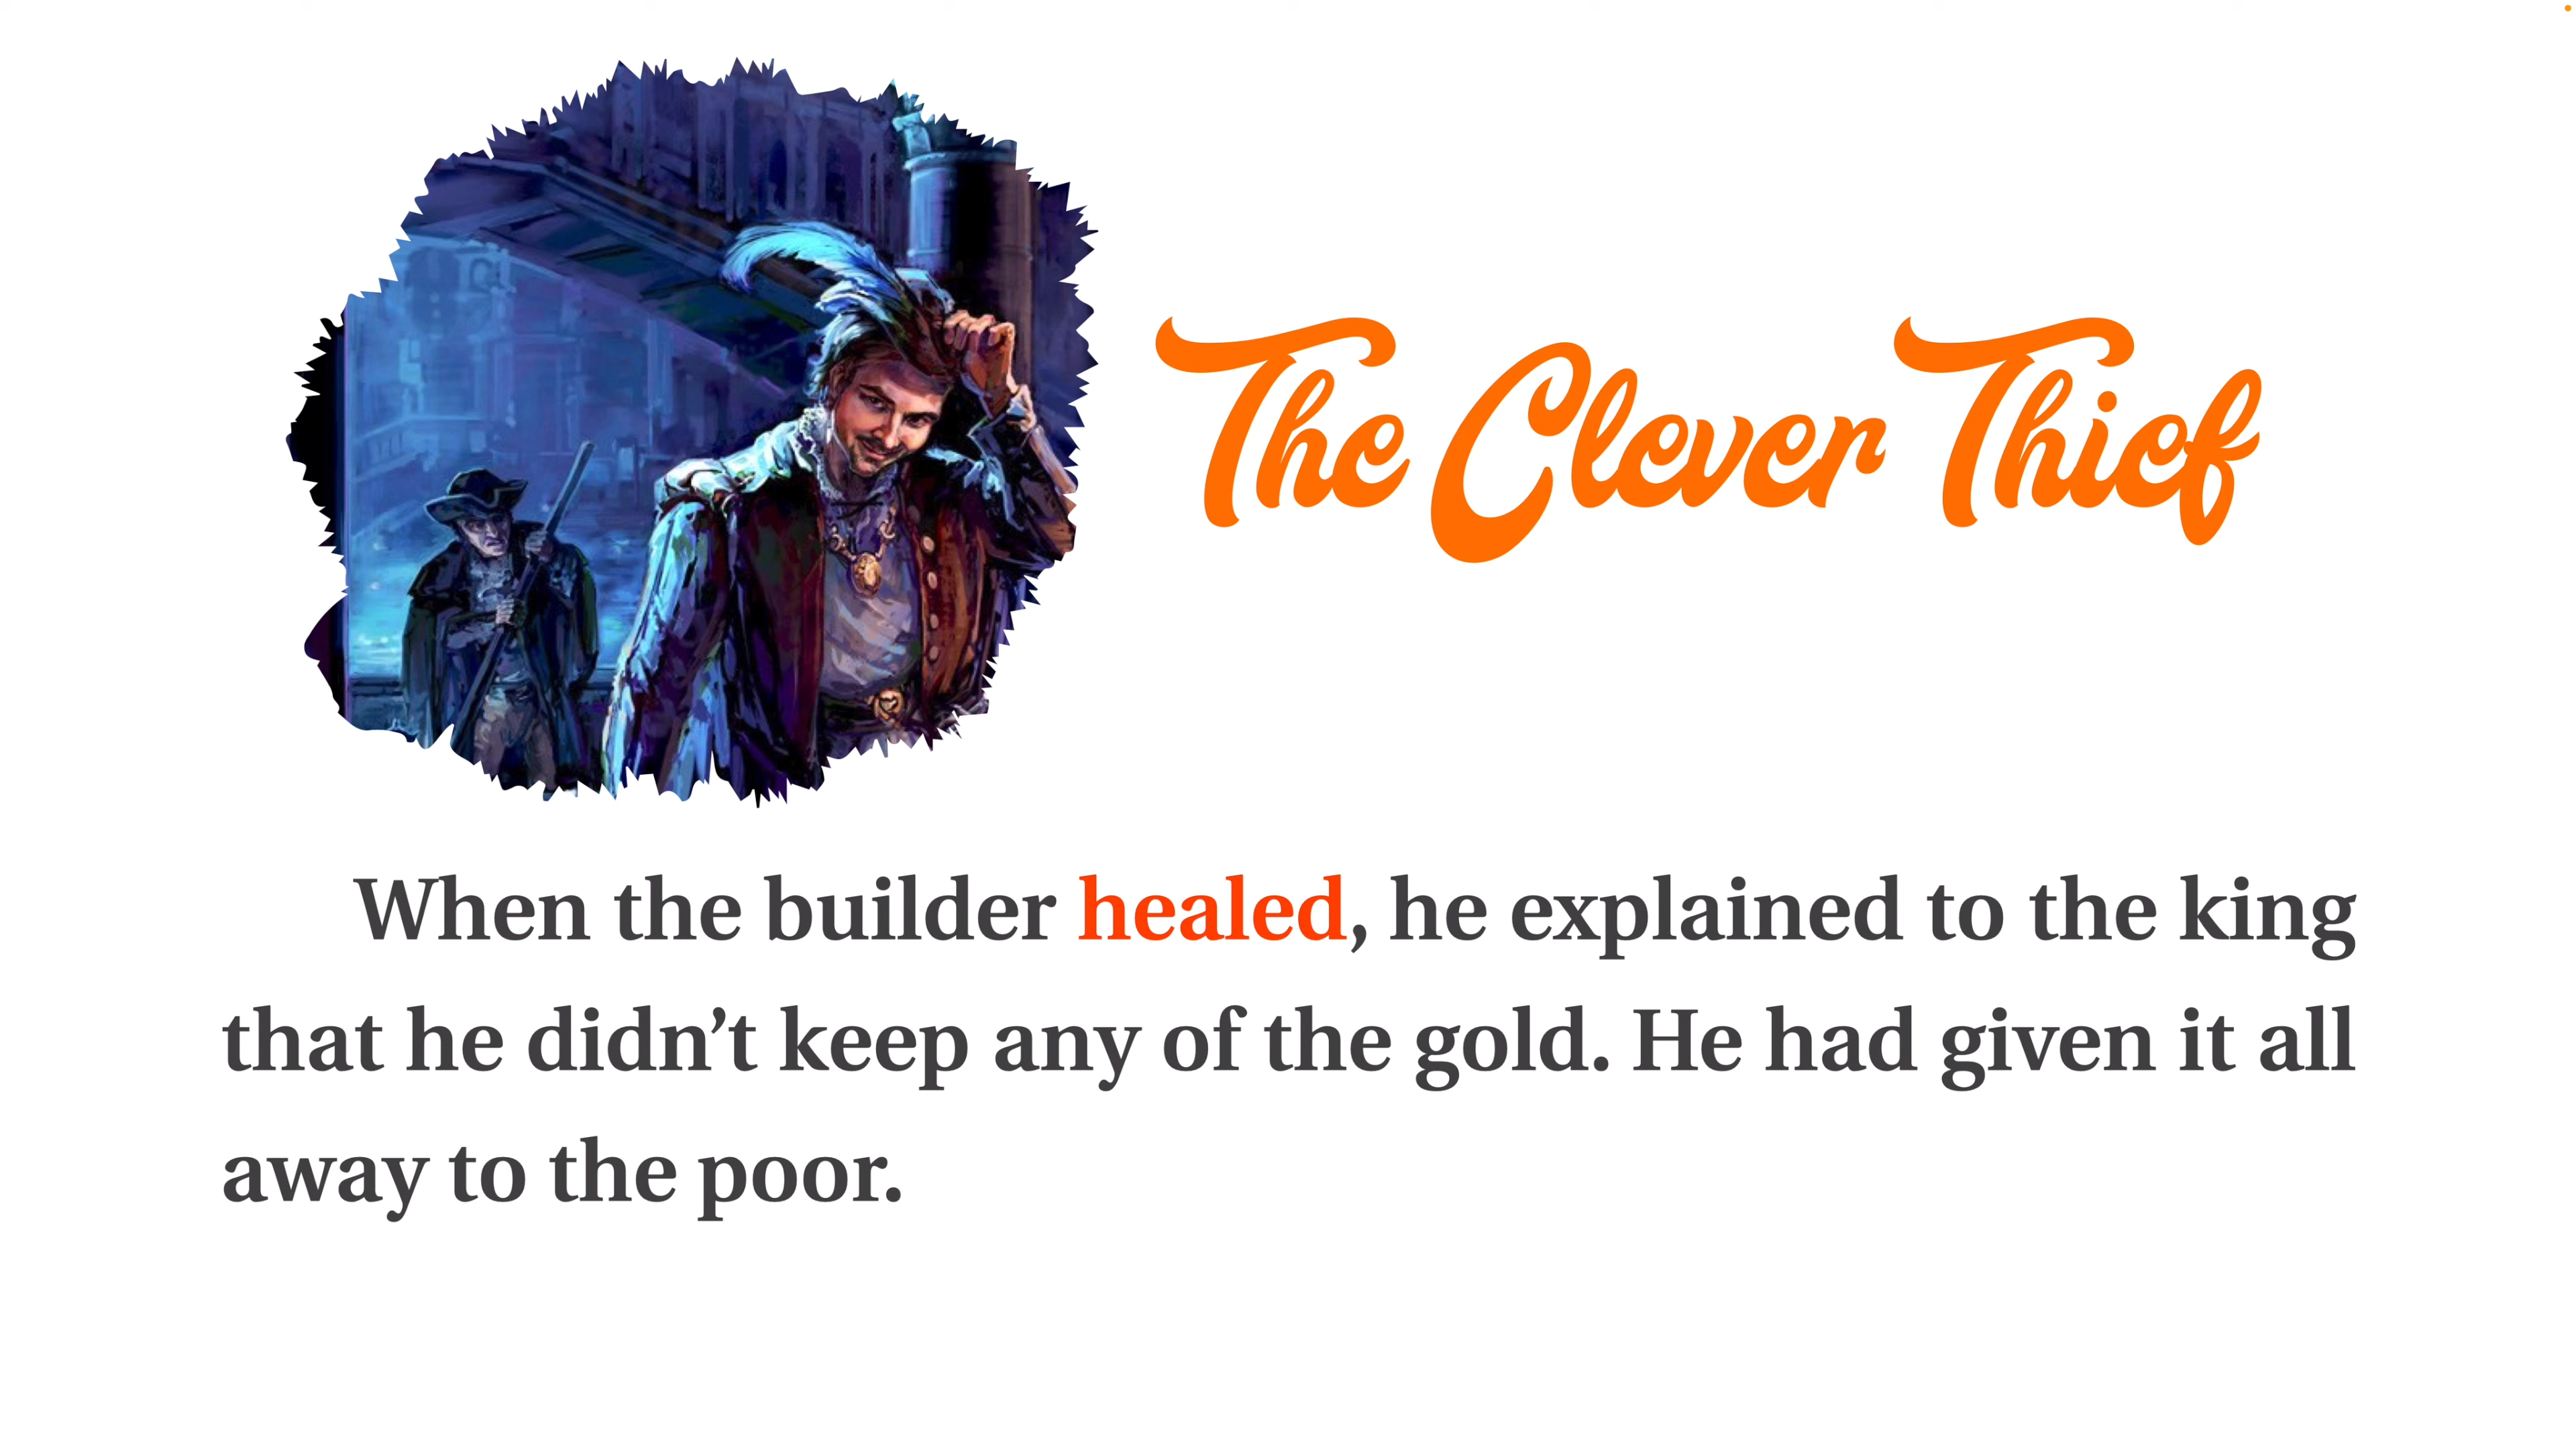 The Clever Thief
When the builder healed, he explained to the king
that he didn’t keep any of the gold. He had given it all
away to the poor.